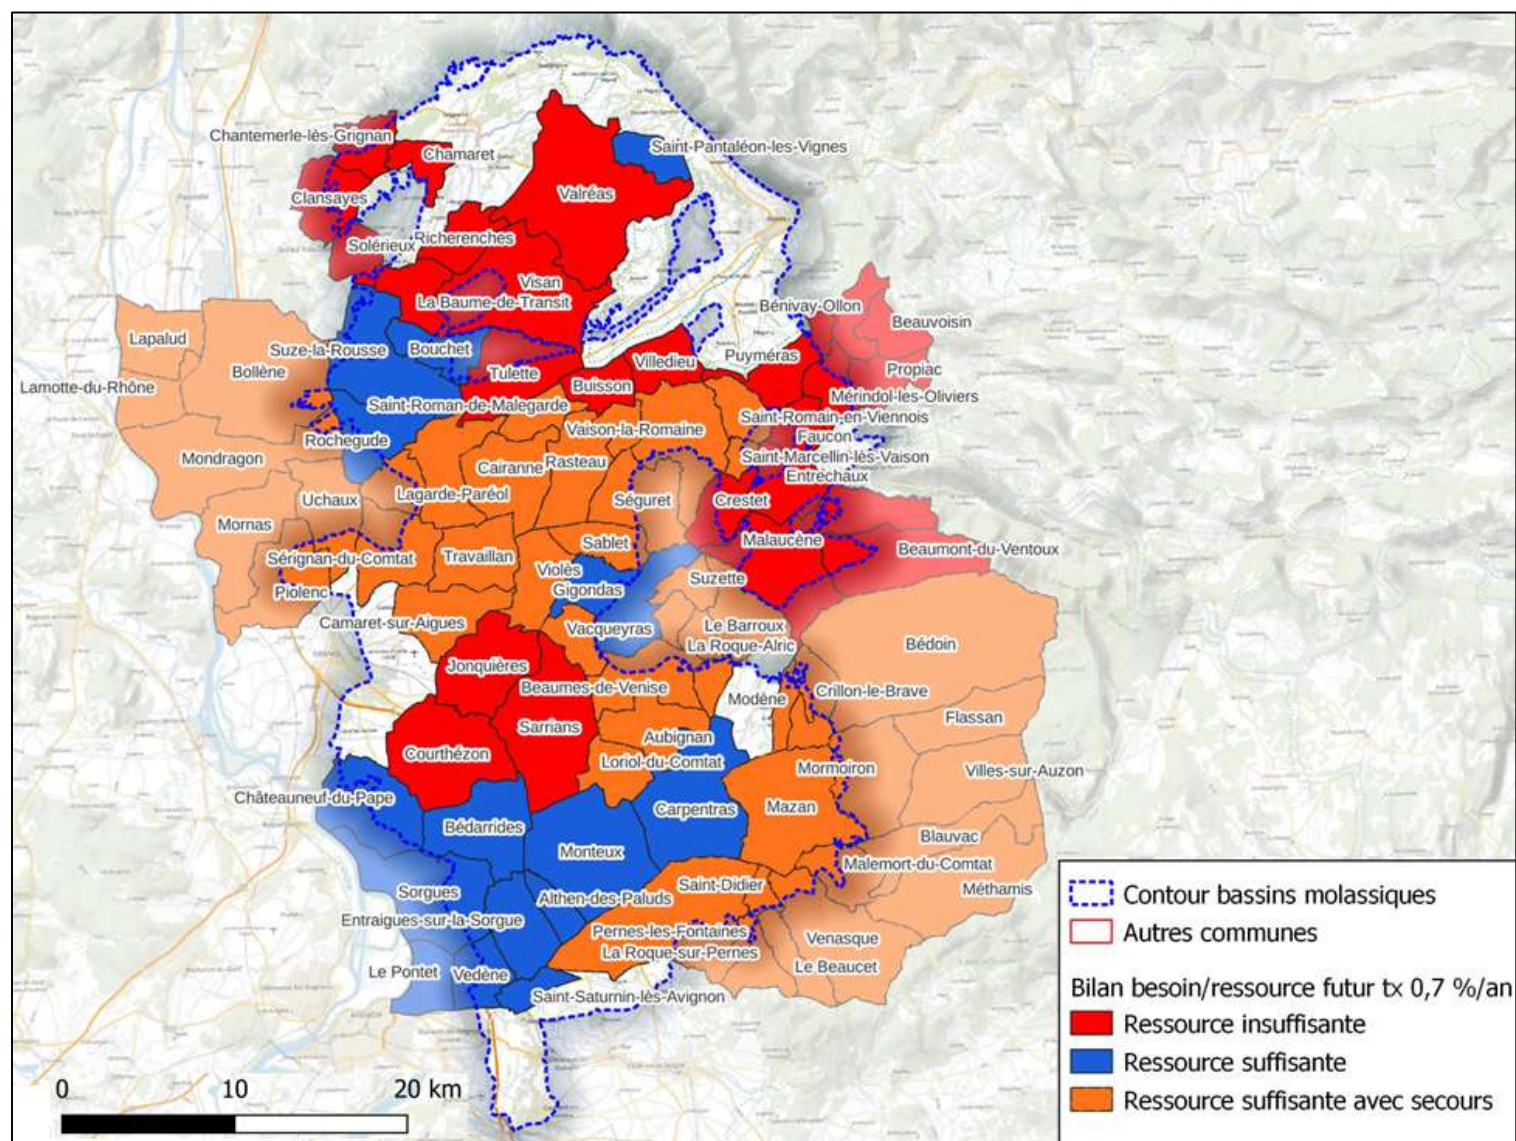 Chantemerle-lès-Grignan
Chamaret
Saint-Pantaléon-les-Vignes
Clansayes
Valréas
Solérieux
Richerenches
Visan
La Baume-de-Transit
Bénivay-Ollon
Beauvoisin
Lapalud
Suze-la-Rousse
Bouchet
Villedieu
Puyméras
Bollène
Tulette
Propiac
Lamotte-du-Rhône
Buisson
Mérindol-les-Oliviers
Saint-Roman-de-Malegarde
Saint-Romain-en-Viennois
Rochegude
Vaison-la-Romaine
Faucon
Mondragon
Cairanne
Rasteau
Saint-Marcellin-lès-Vaison
Entrechaux
Uchaux
Lagarde-Paréol
Séguret
Crestet
Mornas
Sérignan-du-Comtat
Travaillan
Sablet
Malaucène
Beaumont-du-Ventoux
Piolenc
Violès
Gigondas
Suzette
Camaret-sur-Aigues
Vacqueyras
Le Barroux
La Roque-Alric
Bédoin
Jonquières
Beaumes-de-Venise
Modène
Crillon-le-Brave
Flassan
Sarrians
Aubignan
Courthézon
Loriol-du-Comtat
Mormoiron
Villes-sur-Auzon
Châteauneuf-du-Pape
Carpentras
Mazan
Bédarrides
Blauvac
Monteux
Malemort-du-Comtat
Sorgues
Althen-des-Paluds
Saint-Didier
Méthamis
Entraigues-sur-la-Sorgue
Pernes-les-Fontaines
Venasque
La Roque-sur-Pernes
Le Beaucet
Le Pontet
Vedène
Saint-Saturnin-lès-Avignon
0 10 20 km
Contour bassins molassiques
Autres communes
Bilan besoin/ressource futur tx 0,7 %/an
Ressource insuffisante
Ressource suffisante
Ressource suffisante avec secours